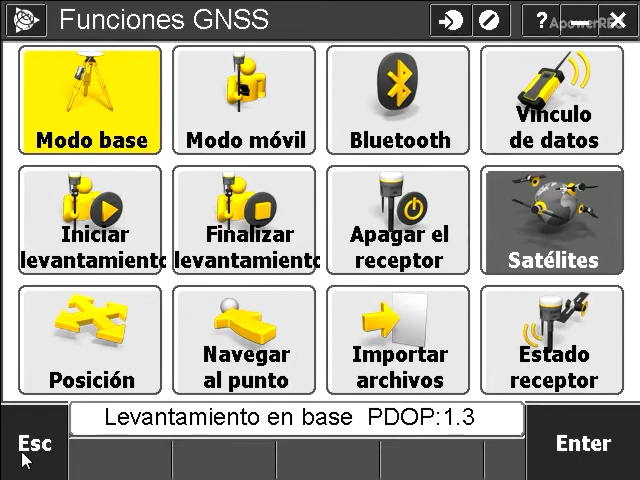 Funciones GNSS
?
ApowerREC
Modo base
Modo móvil
Bluetooth
Vínculo
de datos
Iniciar
levantamiento
Finalizar
levantamiento
Apagar el
receptor
Satélites
Posición
Navegar
al punto
Importar
archivos
Estado
receptor
Levantamiento en base PDOP:1.3
Esc
Enter